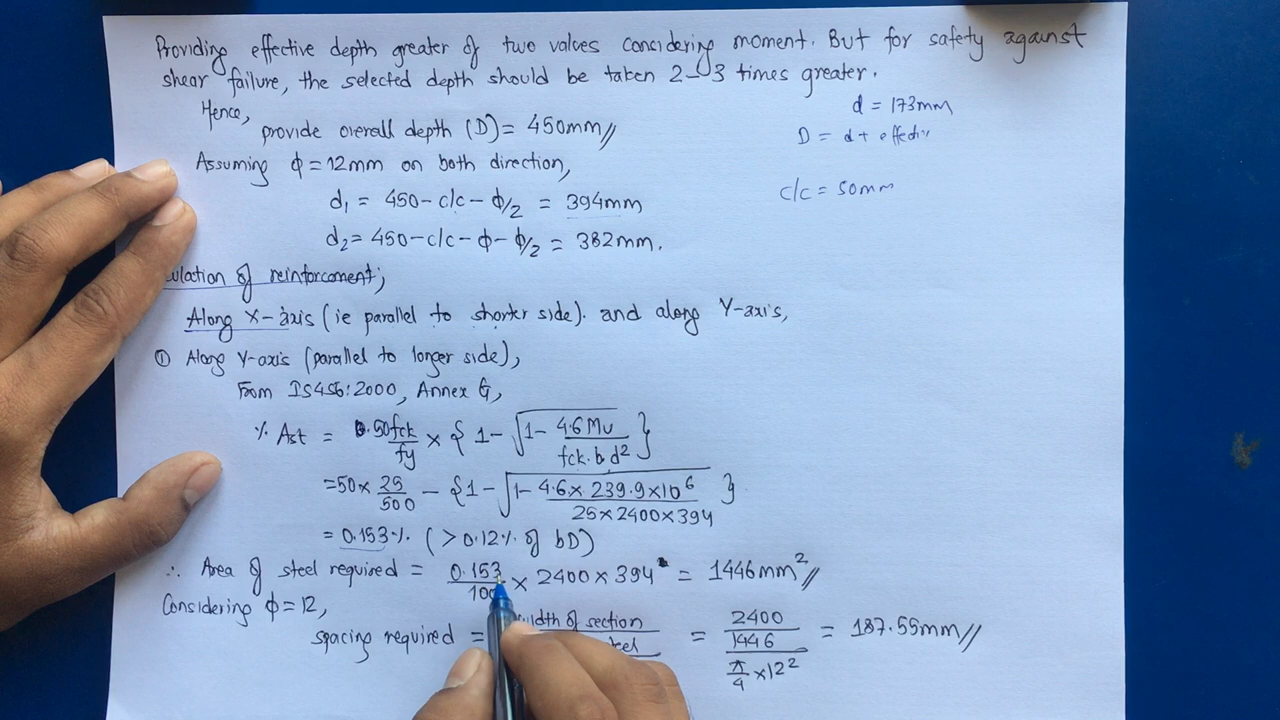 Providing effective depth greater of two values considering moment. But for safety against
shear failure, the selected depth should be taken 2-3 times greater.
Hence,
provide overall depth (D) = 450mm//
d = 173mm
D = d + effectiv
Assuming ϕ = 12mm on both direction,
d₁ = 450 - c/c - ϕ/2 = 394mm
c/c = 50mm
d₂ = 450 - c/c - ϕ - ϕ/2 = 382mm.
ulation of reinforcement;
Along X-axis (ie parallel to shorter side). and along Y-axis,
① Along Y-axis (parallel to longer side),
From IS456:2000, Annex G,
% Ast = 0.50fck/fy × { 1 - √(1 - 4.6Mu/fck.b.d²) }
= 50 × 25/500 - { 1 - √(1 - 4.6 × 239.9 × 10⁶/25 × 2400 × 394) }
= 0.153% (> 0.12% of bD)
∴ Area of steel required = 0.153/100 × 2400 × 394 = 1446mm²//
Considering ϕ = 12,
spacing required = width of section / = 2400/(1446/(π/4 × 12²)) = 187.55mm//